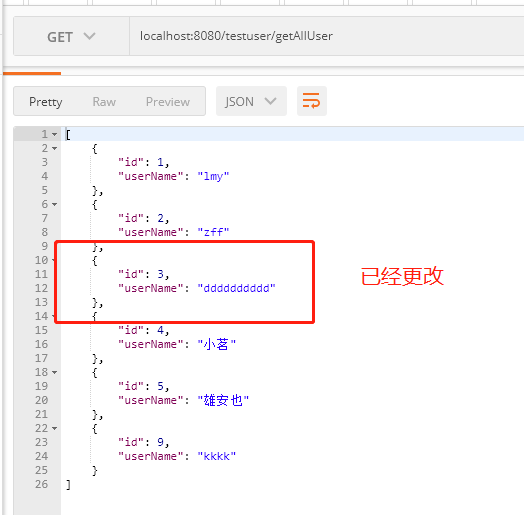 GET localhost:8080/testuser/getAllUser
Pretty Raw Preview JSON
1 [
2 {
3 "id": 1,
4 "userName": "lmy"
5 },
6 {
7 "id": 2,
8 "userName": "zff"
9 },
10 {
11 "id": 3,
12 "userName": "dddddddddd"
13 },
14 {
15 "id": 4,
16 "userName": "小茗"
17 },
18 {
19 "id": 5,
20 "userName": "雄安也"
21 },
22 {
23 "id": 9,
24 "userName": "kkkk"
25 }
26 ]
已经更改